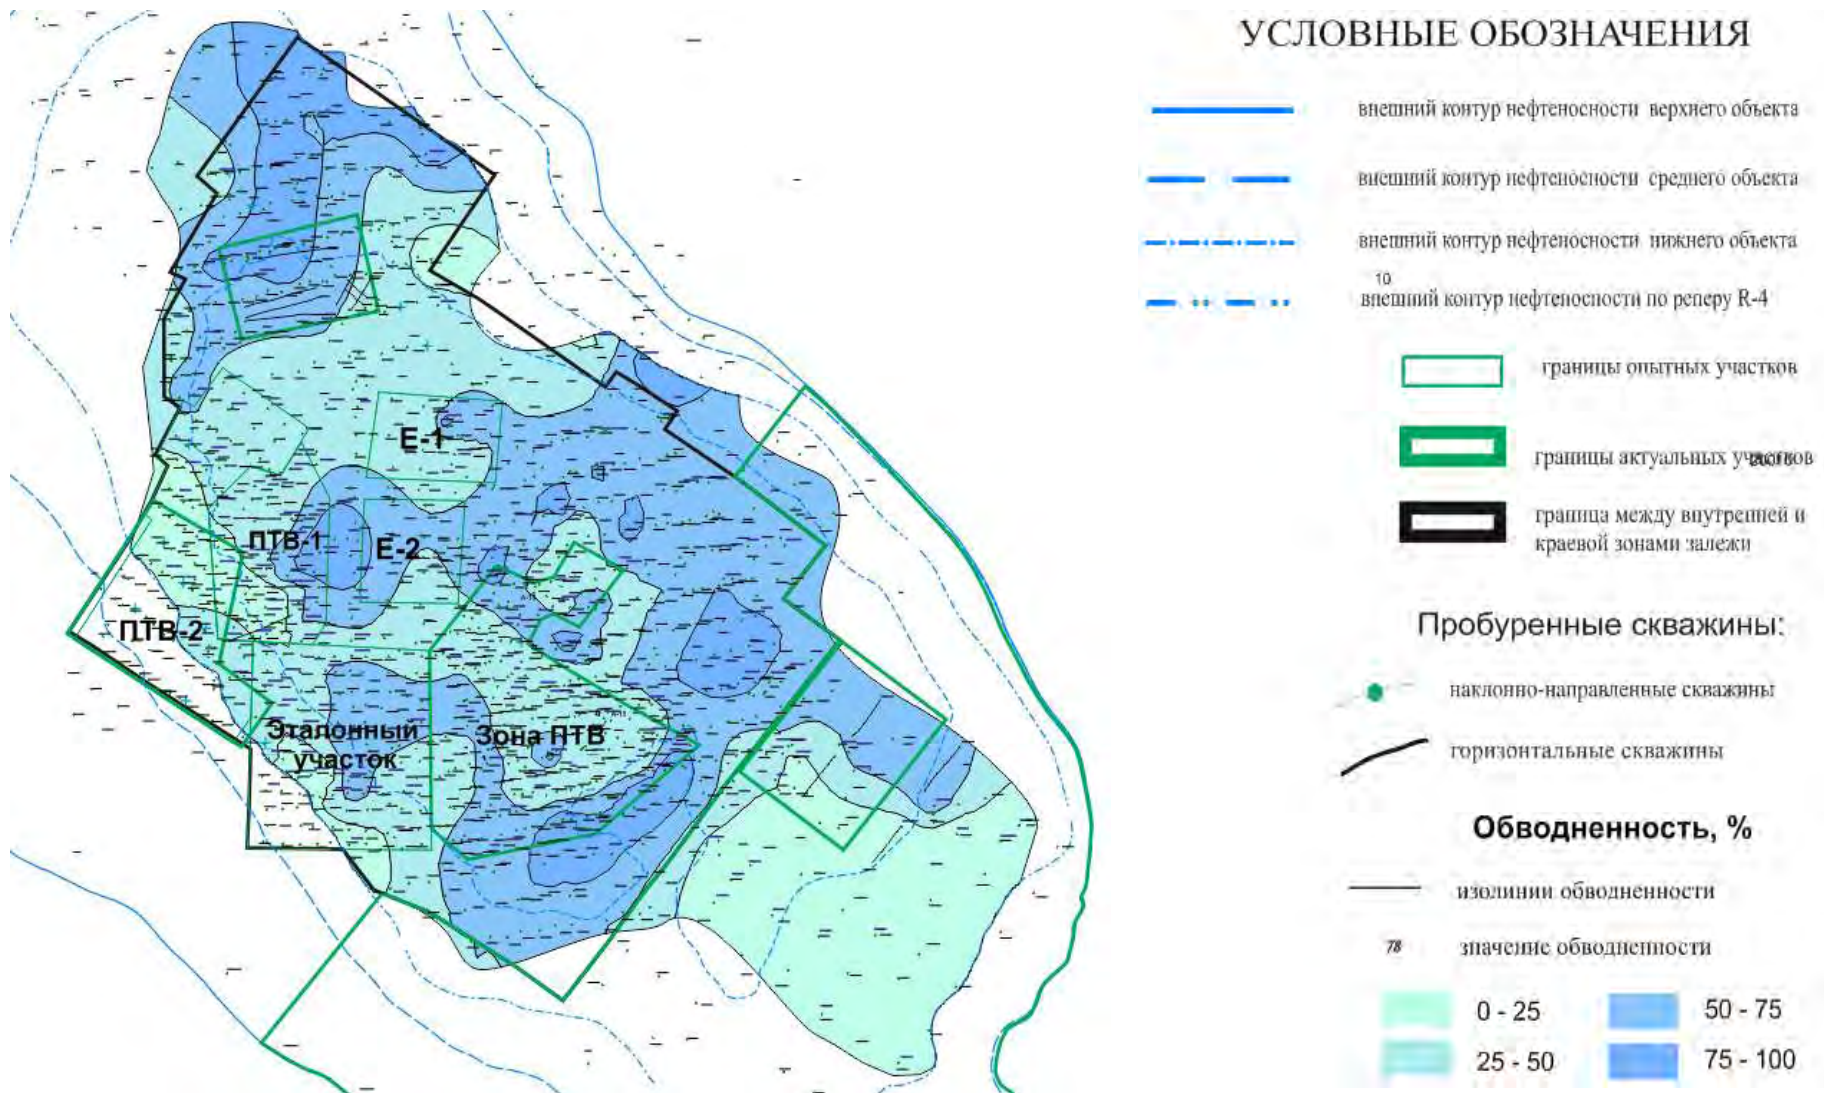 УСЛОВНЫЕ ОБОЗНАЧЕНИЯ
внешний контур нефтеносности верхнего объекта
внешний контур нефтеносности среднего объекта
внешний контур нефтеносности нижнего объекта
10
внешний контур нефтеносности по реперу R-4
границы опытных участков
границы актуальных участков
граница между внутренней и
краевой зонами залежи
Пробуренные скважины:
наклонно-направленные скважины
горизонтальные скважины
Обводненность, %
изолинии обводненности
78 значение обводненности
0 - 25
50 - 75
25 - 50
75 - 100
Е-1
ПТВ-1
Е-2
ПТВ-2
Эталонный
участок
Зона ПТВ